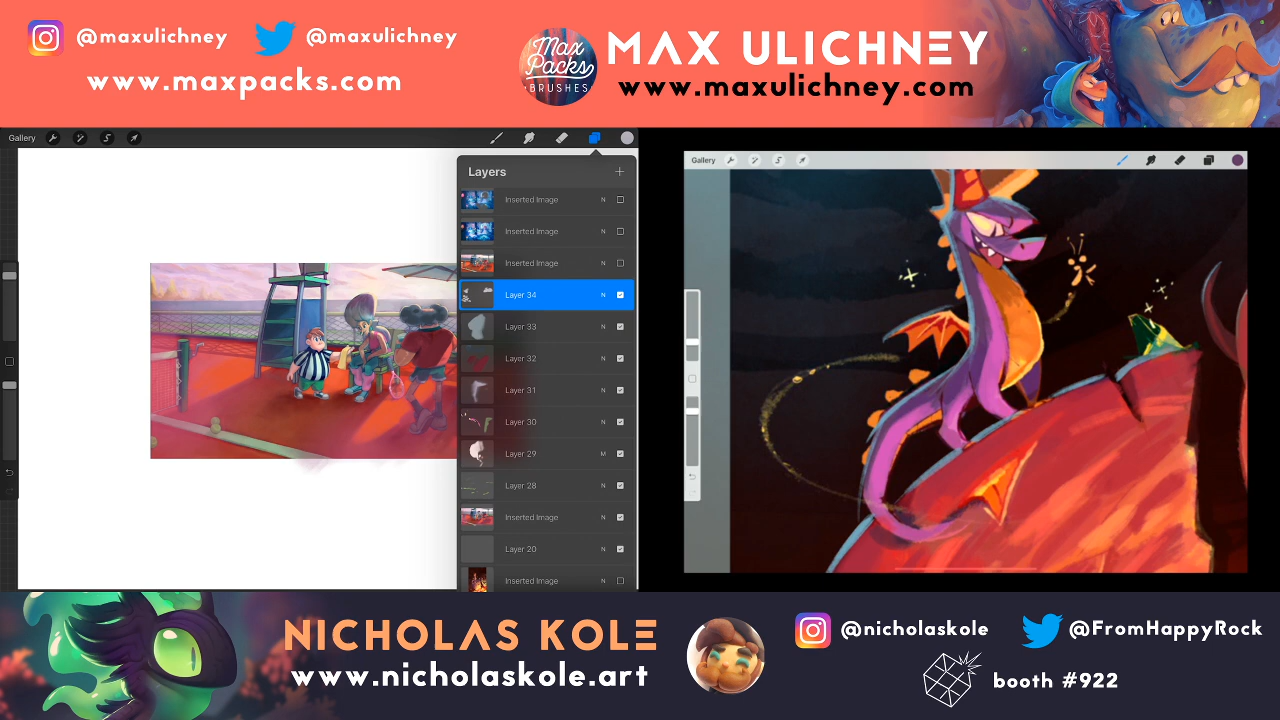 @maxulichney
@maxulichney
www.maxpacks.com
Max
Packs
BRUSHES
MAX ULICHNEY
www.maxulichney.com
Gallery
Layers
Inserted Image N
Inserted Image N
Inserted Image N
Layer 34 N
Layer 33 N
Layer 32 N
Layer 31 N
Layer 30 N
Layer 29 M
Layer 28 N
Inserted Image N
Layer 20 N
Inserted Image N
Gallery
NICHOLAS KOLE
www.nicholaskole.art
@nicholaskole
@FromHappyRock
booth #922